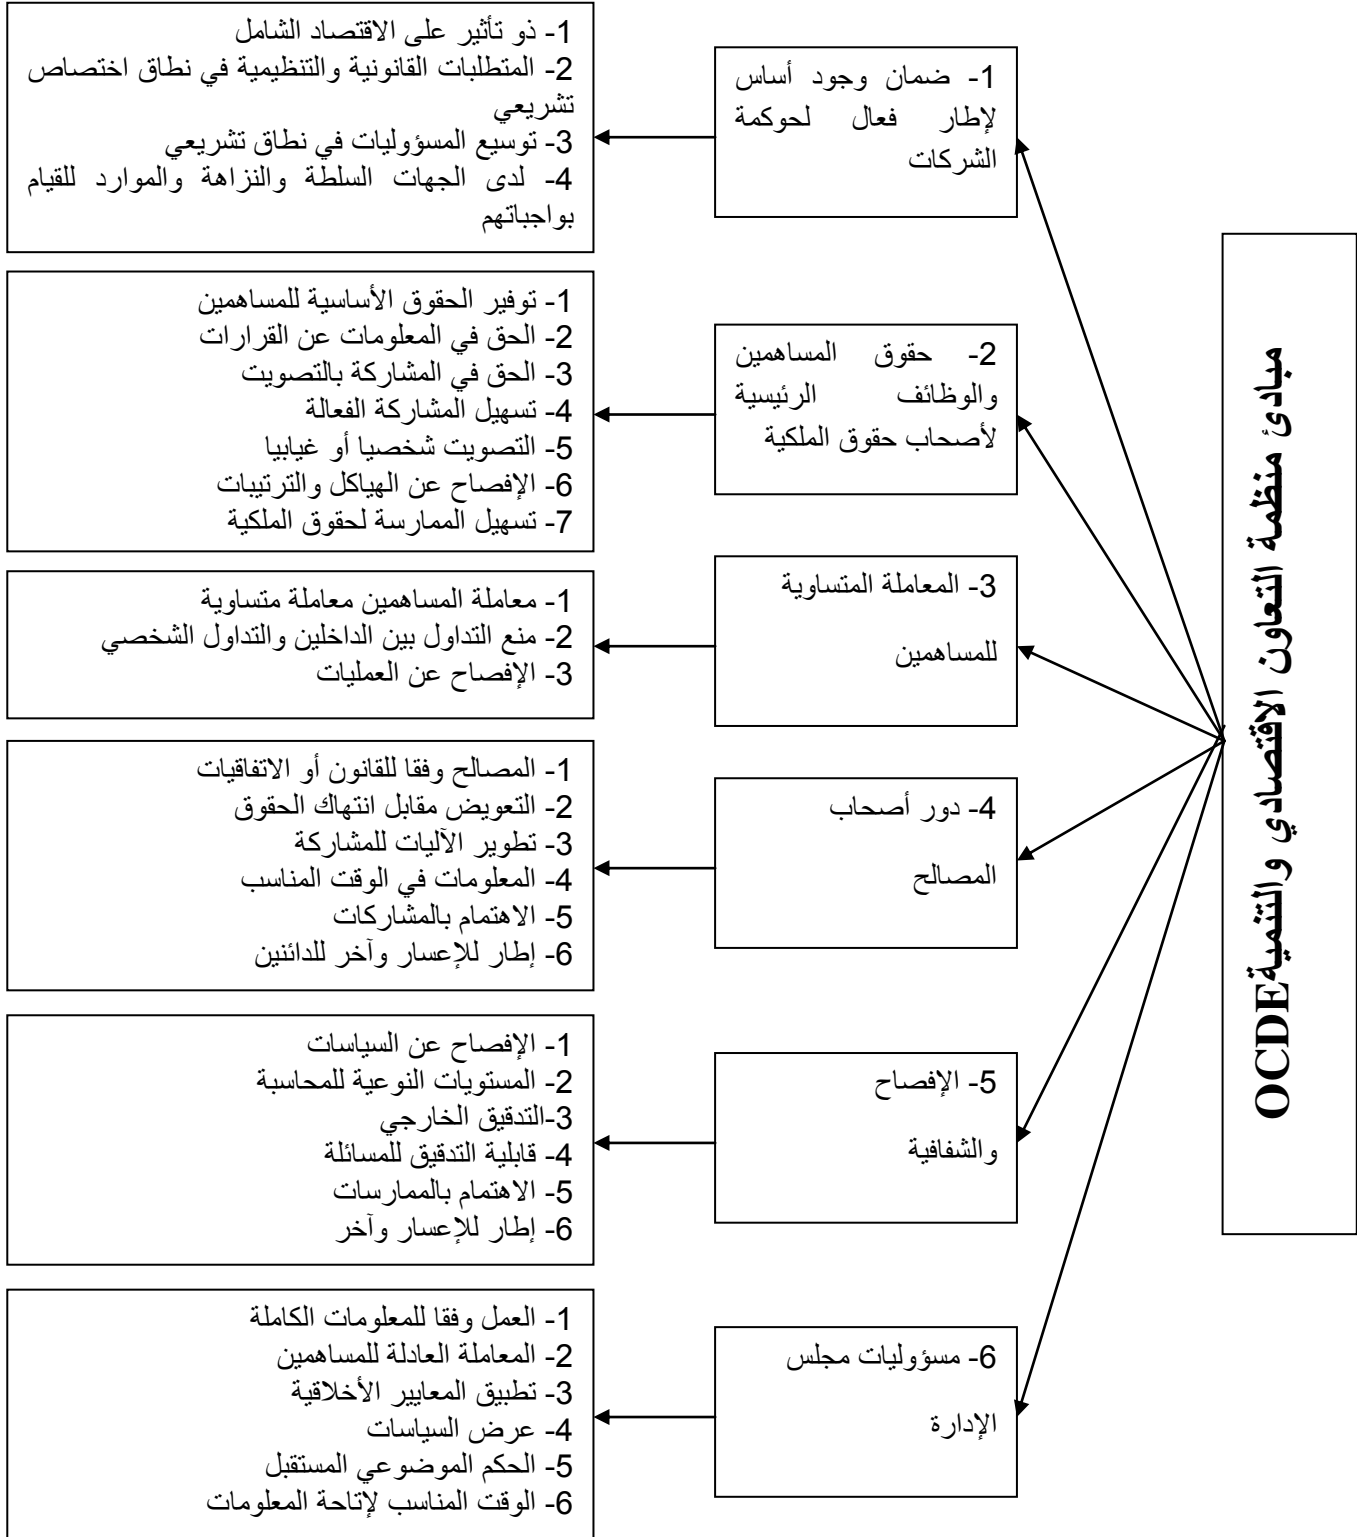 مبادئ منظمة التعاون الاقتصادي والتنميةOCDE
1- ضمان وجود أساس
لإطار فعال لحوكمة
الشركات
1- ذو تأثير على الاقتصاد الشامل
2- المتطلبات القانونية والتنظيمية في نطاق اختصاص
تشريعي
3- توسيع المسؤوليات في نطاق تشريعي
4- لدى الجهات السلطة والنزاهة والموارد للقيام
بواجباتهم
2- حقوق المساهمين
والوظائف الرئيسية
لأصحاب حقوق الملكية
1- توفير الحقوق الأساسية للمساهمين
2- الحق في المعلومات عن القرارات
3- الحق في المشاركة بالتصويت
4- تسهيل المشاركة الفعالة
5- التصويت شخصيا أو غيابيا
6- الإفصاح عن الهياكل والترتيبات
7- تسهيل الممارسة لحقوق الملكية
3- المعاملة المتساوية
للمساهمين
1- معاملة المساهمين معاملة متساوية
2- منع التداول بين الداخلين والتداول الشخصي
3- الإفصاح عن العمليات
4- دور أصحاب
المصالح
1- المصالح وفقا للقانون أو الاتفاقيات
2- التعويض مقابل انتهاك الحقوق
3- تطوير الآليات للمشاركة
4- المعلومات في الوقت المناسب
5- الاهتمام بالمشاركات
6- إطار للإعسار وآخر للدائنين
5- الإفصاح
والشفافية
1- الإفصاح عن السياسات
2- المستويات النوعية للمحاسبة
3-التدقيق الخارجي
4- قابلية التدقيق للمسائلة
5- الاهتمام بالممارسات
6- إطار للإعسار وآخر
6- مسؤوليات مجلس
الإدارة
1- العمل وفقا للمعلومات الكاملة
2- المعاملة العادلة للمساهمين
3- تطبيق المعايير الأخلاقية
4- عرض السياسات
5- الحكم الموضوعي المستقبل
6- الوقت المناسب لإتاحة المعلومات